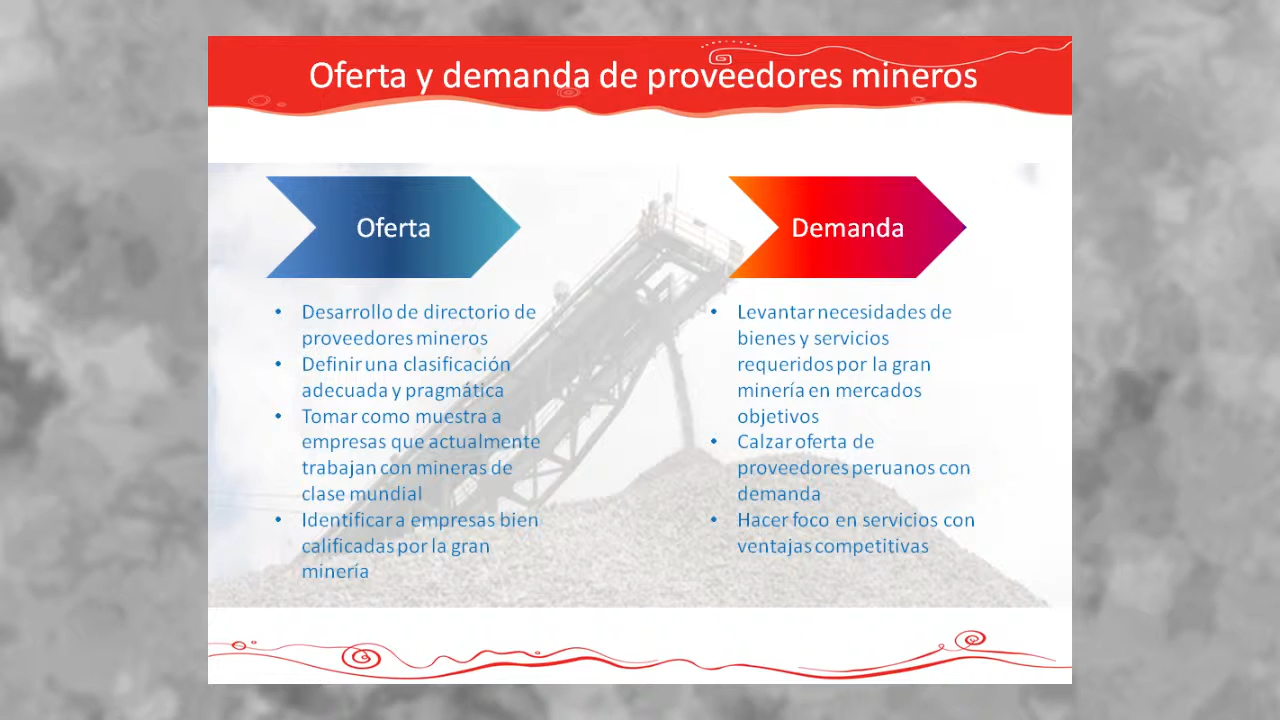 Oferta y demanda de proveedores mineros
Oferta
• Desarrollo de directorio de
proveedores mineros
• Definir una clasificación
adecuada y pragmática
• Tomar como muestra a
empresas que actualmente
trabajan con mineras de
clase mundial
• Identificar a empresas bien
calificadas por la gran
minería
Demanda
• Levantar necesidades de
bienes y servicios
requeridos por la gran
minería en mercados
objetivos
• Calzar oferta de
proveedores peruanos con
demanda
• Hacer foco en servicios con
ventajas competitivas